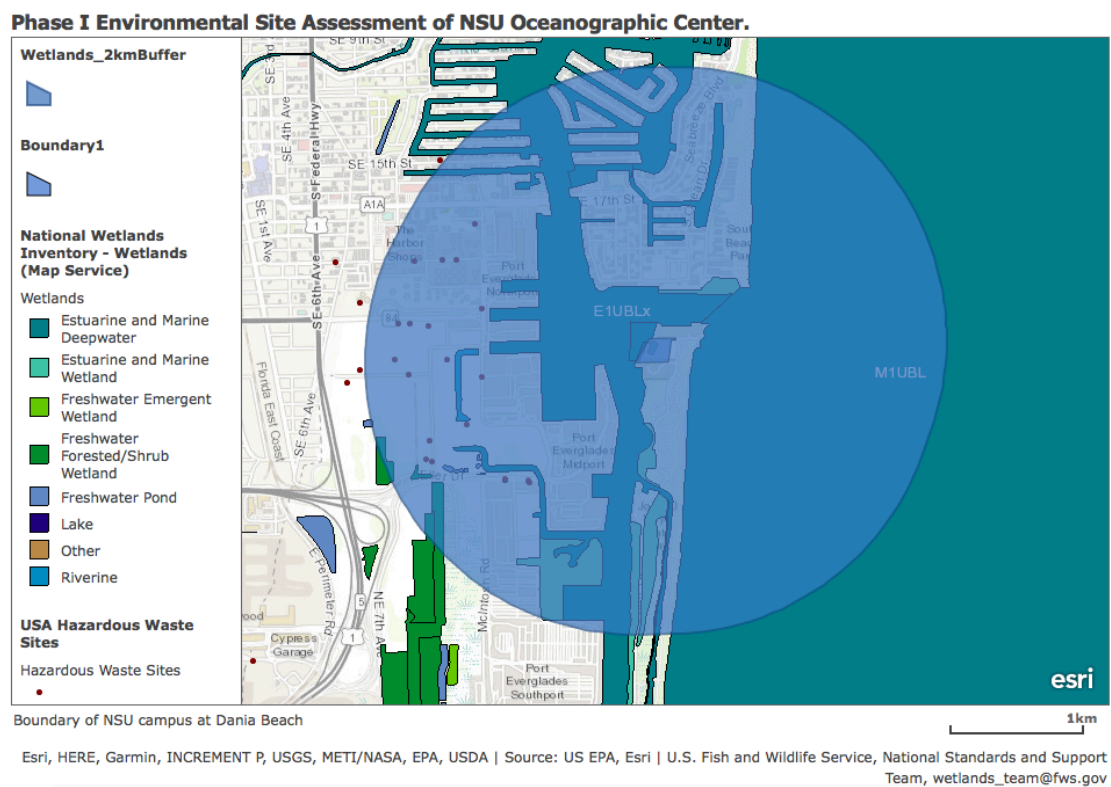 Phase I Environmental Site Assessment of NSU Oceanographic Center.
Wetlands_2kmBuffer
Boundary1
National Wetlands
Inventory - Wetlands
(Map Service)
Wetlands
Estuarine and Marine
Deepwater
Estuarine and Marine
Wetland
Freshwater Emergent
Wetland
Freshwater
Forested/Shrub
Wetland
Freshwater Pond
Lake
Other
Riverine
USA Hazardous Waste
Sites
Hazardous Waste Sites
SE 9th St
SE 4th Ave
S Federal Hwy
SE 15th St
A1A
SE 1st Ave
1
The
Harbor
Shops
SE 6th Ave
84
Port
Everglades
Northport
E 17th St
Seabreeze Blvd
E1UBLx
M1UBL
Florida East Coast
SE 6th Ave
Port
Everglades
Midport
Eller Dr
E Perimeter Rd
5
NE 7th Ave
1
McIntosh Rd
Cypress
Garage
Port
Everglades
Southport
esri
Boundary of NSU campus at Dania Beach
1km
Esri, HERE, Garmin, INCREMENT P, USGS, METI/NASA, EPA, USDA | Source: US EPA, Esri | U.S. Fish and Wildlife Service, National Standards and Support
Team, wetlands_team@fws.gov